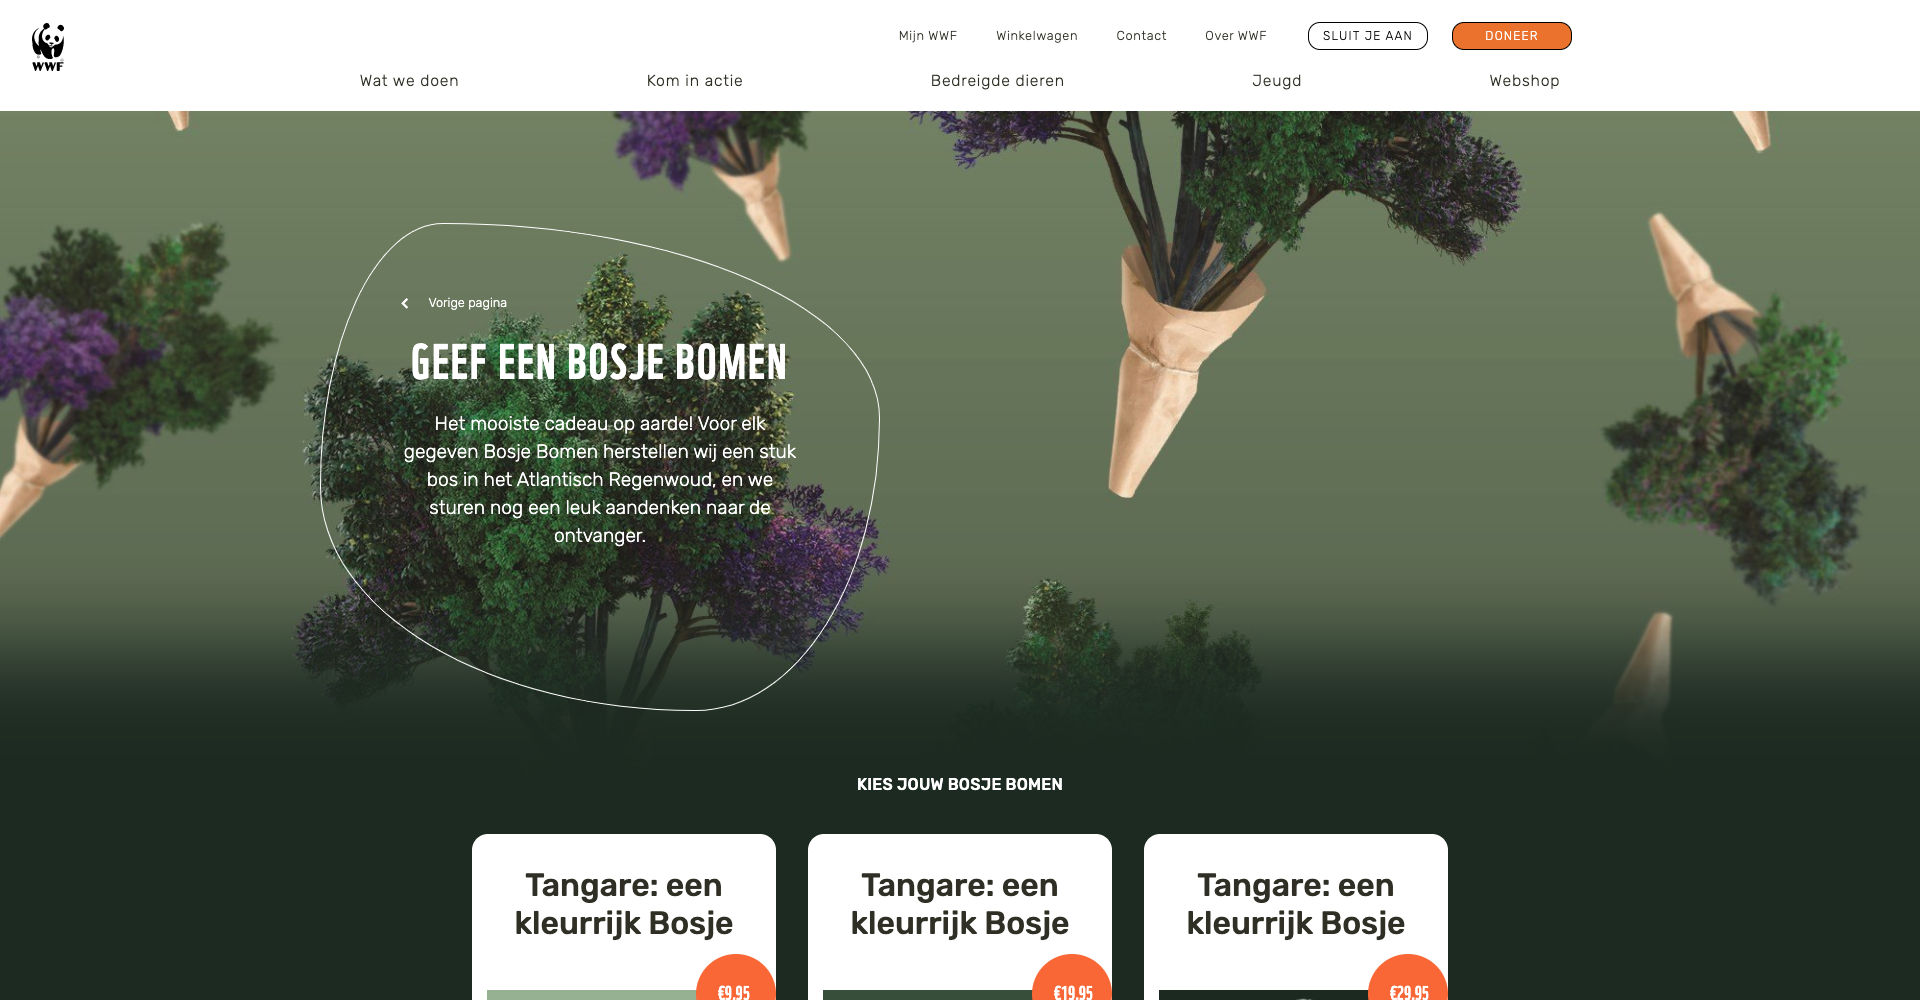 WWF
Mijn WWF
Winkelwagen
Contact
Over WWF
SLUIT JE AAN
DONEER
Wat we doen
Kom in actie
Bedreigde dieren
Jeugd
Webshop
Vorige pagina
GEEF EEN BOSJE BOMEN
Het mooiste cadeau op aarde! Voor elk
gegeven Bosje Bomen herstellen wij een stuk
bos in het Atlantisch Regenwoud, en we
sturen nog een leuk aandenken naar de
ontvanger.
KIES JOUW BOSJE BOMEN
Tangare: een
kleurrijk Bosje
€9,95
Tangare: een
kleurrijk Bosje
€19,95
Tangare: een
kleurrijk Bosje
€29,95